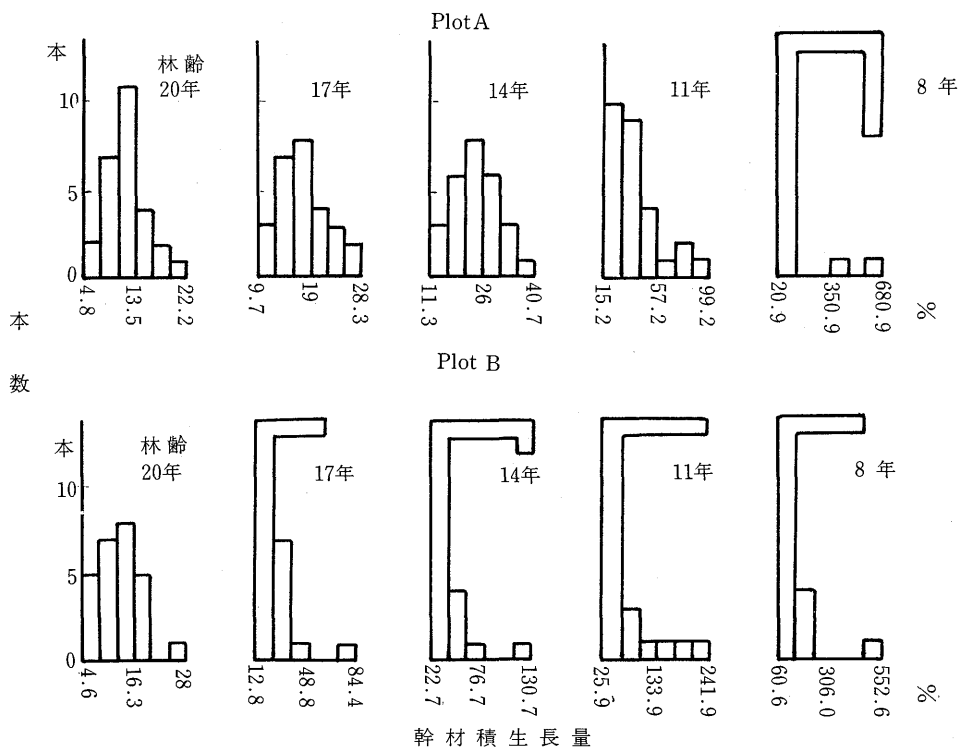 Plot A
本
林齢
20年
17年
14年
11年
8年
10
5
0
4.8 13.5 22.2
9.7 19 28.3
11.3 26 40.7
15.2 57.2 99.2
20.9 350.9 680.9
%
本
数
Plot B
本
林齢
20年
17年
14年
11年
8年
10
5
0
4.6 16.3 28
12.8 48.8 84.4
22.7 76.7 130.7
25.9 133.9 241.9
60.6 306.0 552.6
%
幹材積生長量